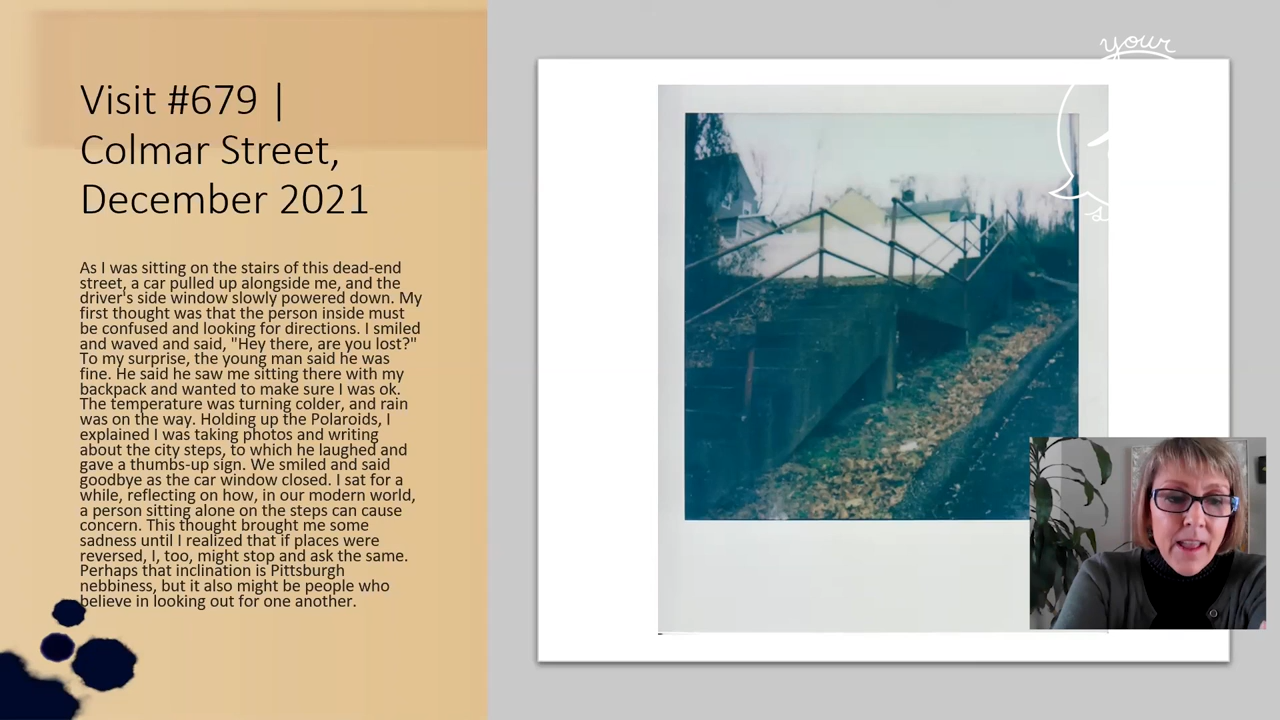 Visit #679 |
Colmar Street,
December 2021
As I was sitting on the stairs of this dead-end
street, a car pulled up alongside me, and the
driver's side window slowly powered down. My
first thought was that the person inside must
be confused and looking for directions. I smiled
and waved and said, "Hey there, are you lost?"
To my surprise, the young man said he was
fine. He said he saw me sitting there with my
backpack and wanted to make sure I was ok.
The temperature was turning colder, and rain
was on the way. Holding up the Polaroids, I
explained I was taking photos and writing
about the city steps, to which he laughed and
gave a thumbs-up sign. We smiled and said
goodbye as the car window closed. I sat for a
while, reflecting on how, in our modern world,
a person sitting alone on the steps can cause
concern. This thought brought me some
sadness until I realized that if places were
reversed, I, too, might stop and ask the same.
Perhaps that inclination is Pittsburgh
nebbiness, but it also might be people who
believe in looking out for one another.
your